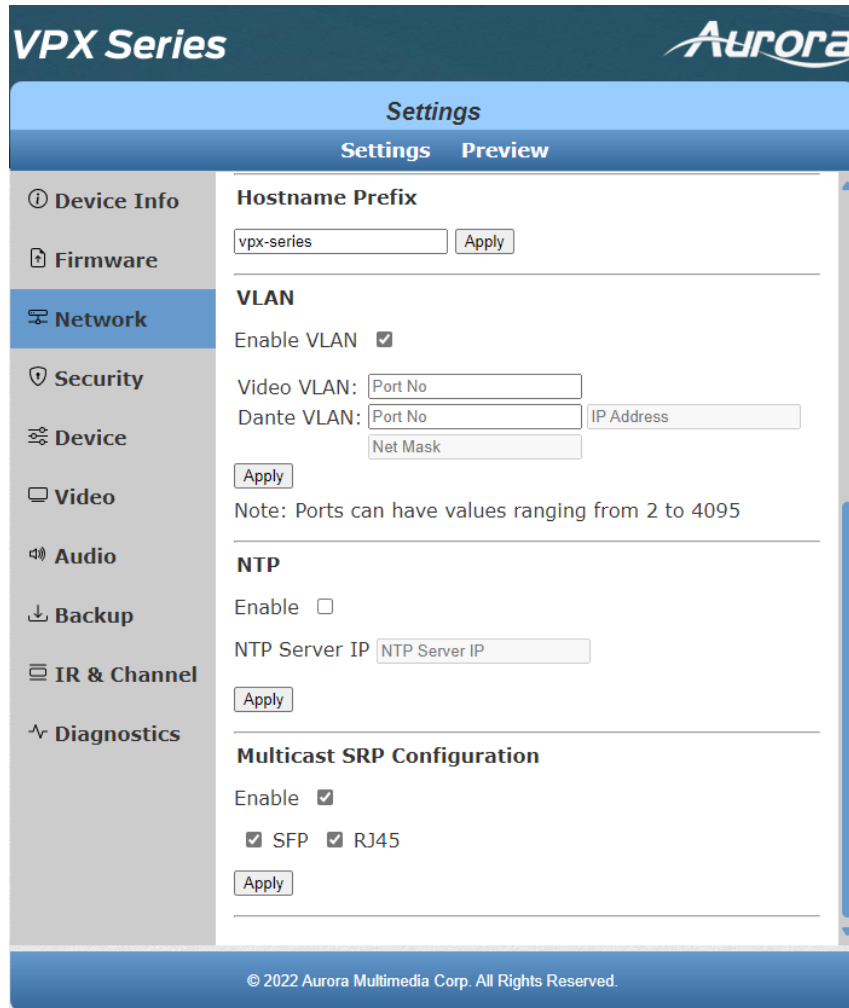 VPX Series
Aurora
Settings
Settings Preview
Device Info
Firmware
Network
Security
Device
Video
Audio
Backup
IR & Channel
Diagnostics
Hostname Prefix
vpx-series Apply
VLAN
Enable VLAN
Video VLAN: Port No
Dante VLAN: Port No IP Address
Net Mask
Apply
Note: Ports can have values ranging from 2 to 4095
NTP
Enable
NTP Server IP NTP Server IP
Apply
Multicast SRP Configuration
Enable
SFP RJ45
Apply
© 2022 Aurora Multimedia Corp. All Rights Reserved.